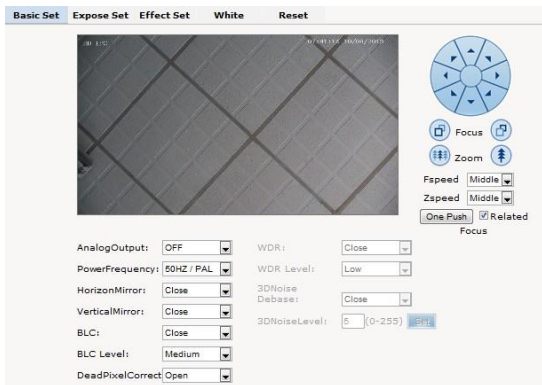 Basic Set Expose Set Effect Set White Reset
Focus
Zoom
Fspeed Middle
Zspeed Middle
One Push Related
Focus
AnalogOutput: OFF
PowerFrequency: 50HZ / PAL
HorizonMirror: Close
VerticalMirror: Close
BLC: Close
BLC Level: Medium
DeadPixelCorrect Open
WDR: Close
WDR Level: Low
3DNoise
Debase: Close
3DNoiseLevel: 5 (0-255) Set